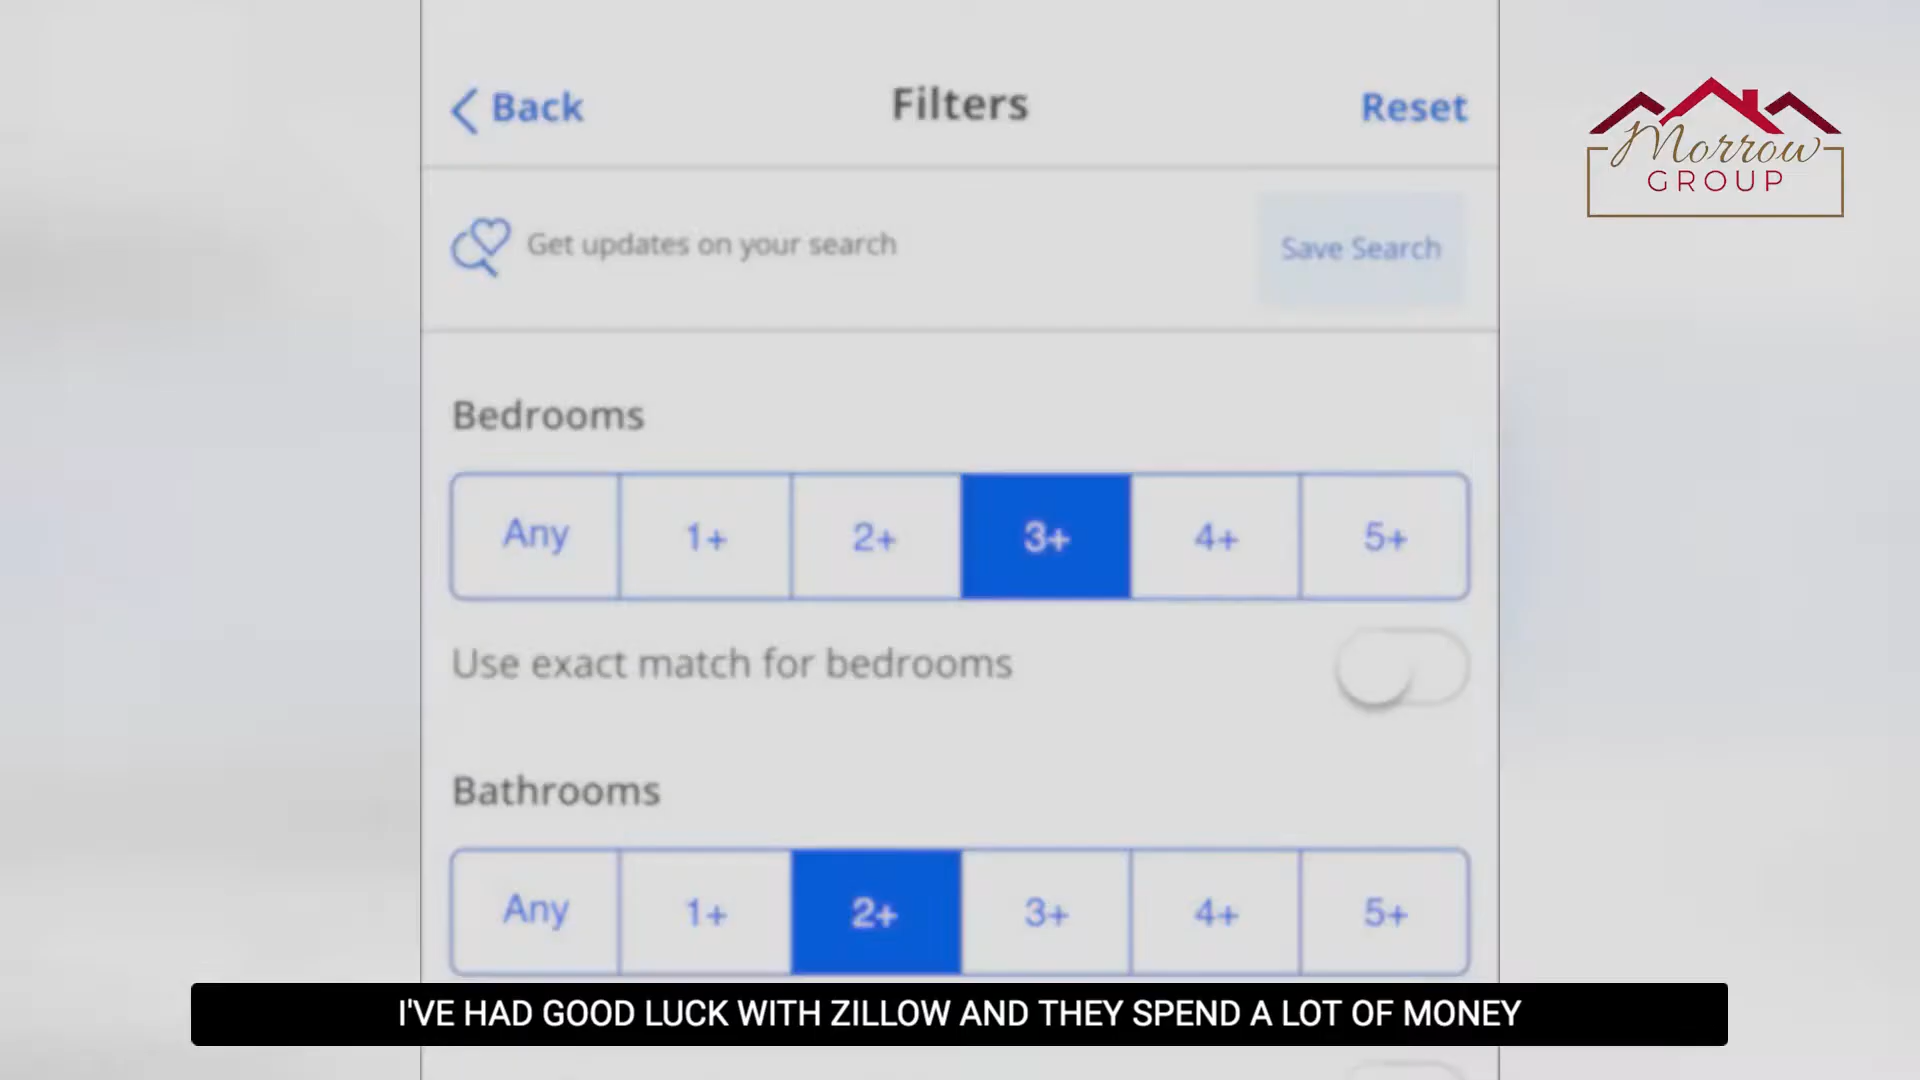 Back
Filters
Reset
Morrow
GROUP
Get updates on your search
Save Search
Bedrooms
Any 1+ 2+ 3+ 4+ 5+
Use exact match for bedrooms
Bathrooms
Any 1+ 2+ 3+ 4+ 5+
I'VE HAD GOOD LUCK WITH ZILLOW AND THEY SPEND A LOT OF MONEY